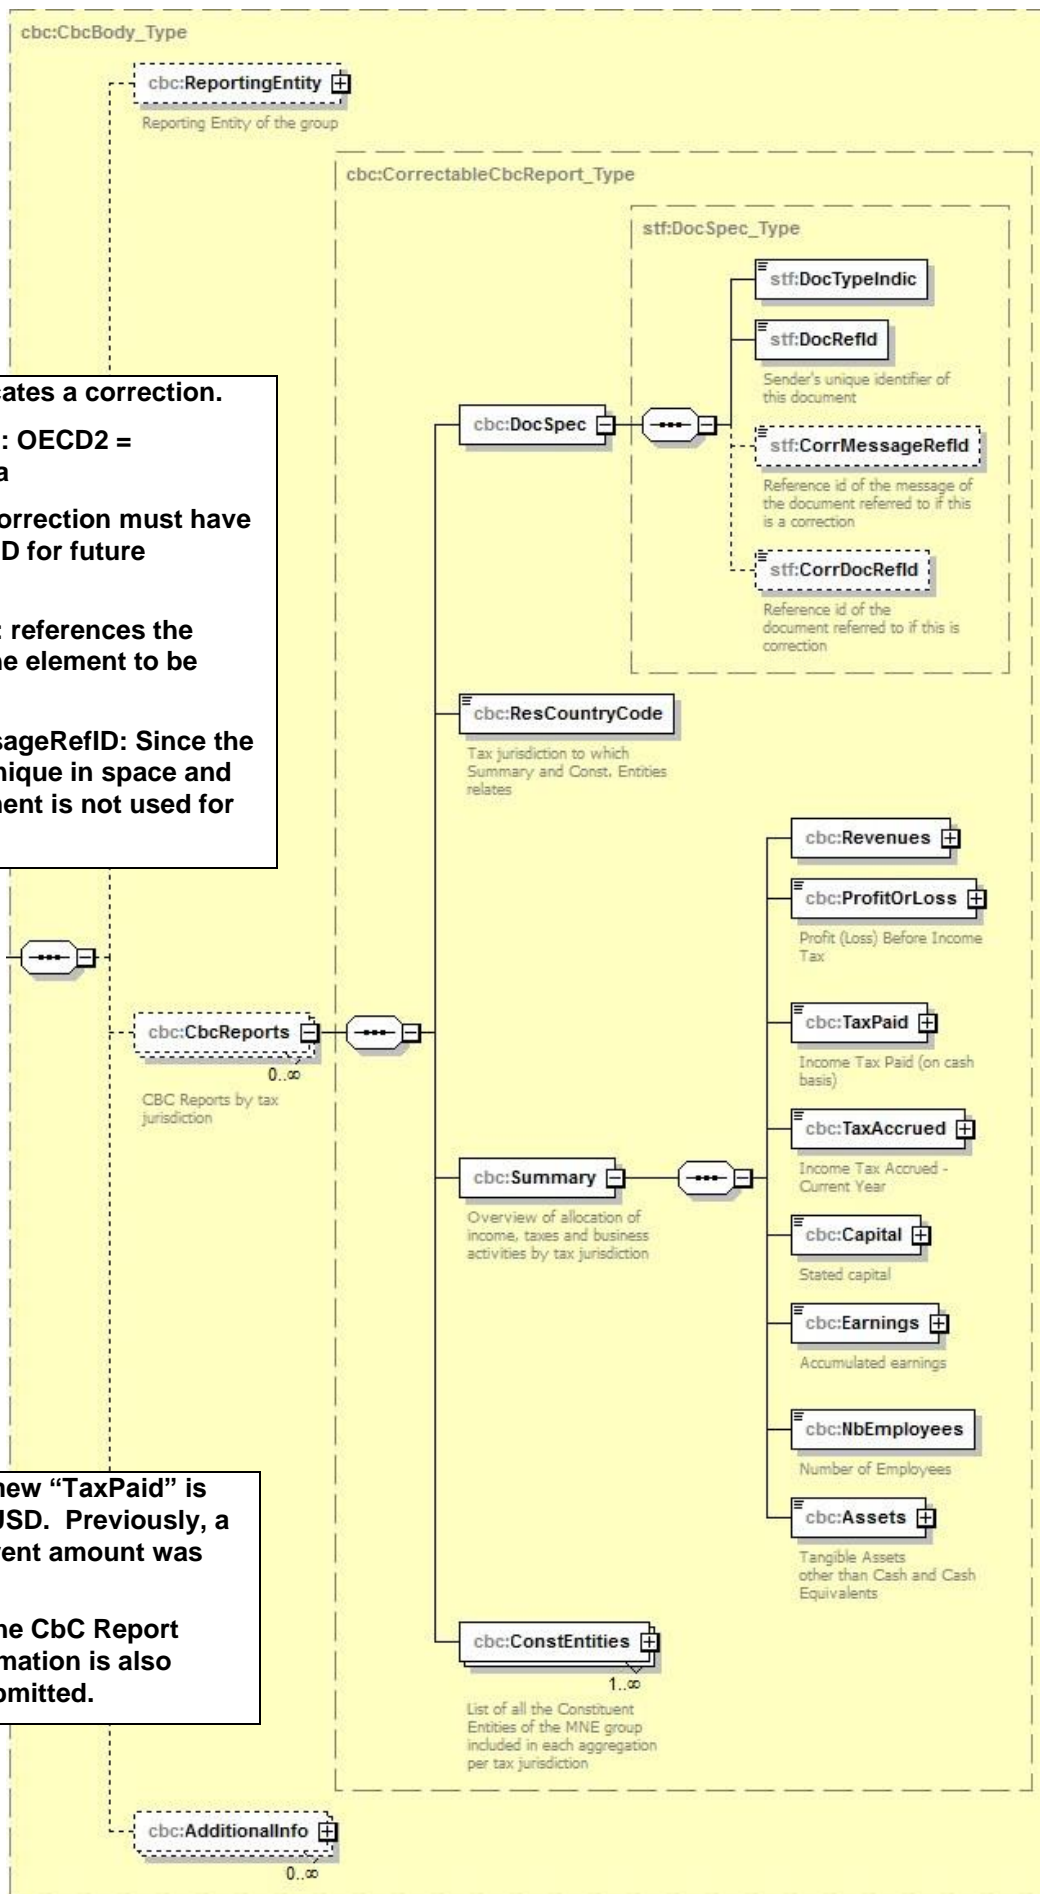 cbc:CbcBody_Type
cbc:ReportingEntity
Reporting Entity of the group
cbc:CorrectableCbcReport_Type
stf:DocSpec_Type
stf:DocTypeIndic
stf:DocRefId
Sender's unique identifier of
this document
cbc:DocSpec
stf:CorrMessageRefId
Reference id of the message of
the document referred to if this
is a correction
stf:CorrDocRefId
Reference id of the
document referred to if this is
correction
cates a correction.
: OECD2 =
a
orrection must have
D for future
: references the
ne element to be
sageRefID: Since the
nique in space and
nent is not used for
cbc:ResCountryCode
Tax jurisdiction to which
Summary and Const. Entities
relates
cbc:Revenues
cbc:ProfitOrLoss
Profit (Loss) Before Income
Tax
cbc:CbcReports
0..∞
CBC Reports by tax
jurisdiction
cbc:TaxPaid
Income Tax Paid (on cash
basis)
cbc:TaxAccrued
Income Tax Accrued -
Current Year
cbc:Summary
Overview of allocation of
income, taxes and business
activities by tax jurisdiction
cbc:Capital
Stated capital
cbc:Earnings
Accumulated earnings
cbc:NbEmployees
Number of Employees
cbc:Assets
Tangible Assets
other than Cash and Cash
Equivalents
new “TaxPaid” is
USD. Previously, a
vent amount was
ne CbC Report
mation is also
omitted.
cbc:ConstEntities
1..∞
List of all the Constituent
Entities of the MNE group
included in each aggregation
per tax jurisdiction
cbc:AdditionalInfo
0..∞